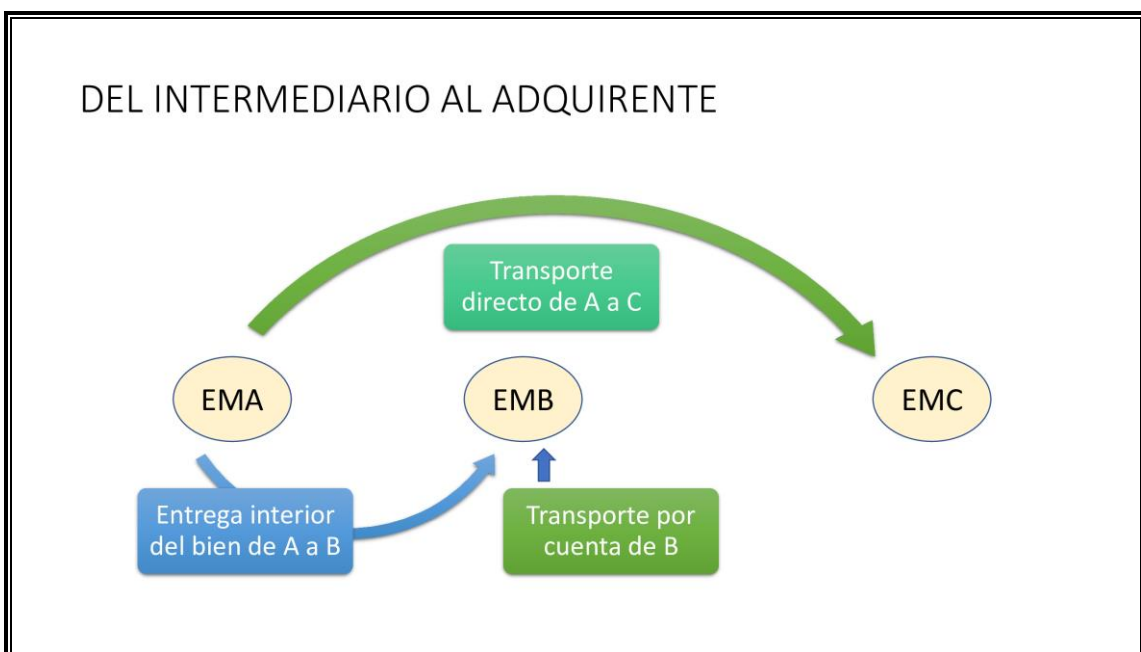 DEL INTERMEDIARIO AL ADQUIRENTE
Transporte
directo de A a C
EMA
EMB
EMC
Entrega interior
del bien de A a B
Transporte por
cuenta de B